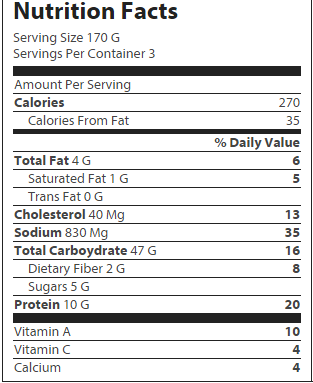 Nutrition Facts
Serving Size 170 G
Servings Per Container 3
Amount Per Serving
Calories 270
Calories From Fat 35
% Daily Value
Total Fat 4 G 6
Saturated Fat 1 G 5
Trans Fat 0 G
Cholesterol 40 Mg 13
Sodium 830 Mg 35
Total Carboydrate 47 G 16
Dietary Fiber 2 G 8
Sugars 5 G
Protein 10 G 20
Vitamin A 10
Vitamin C 4
Calcium 4